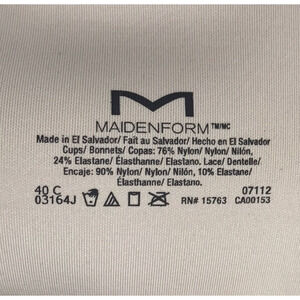 M
MAIDENFORM™/MC
Made in El Salvador/ Fait au Salvador/ Hecho en El Salvador
Cups/ Bonnets/ Copas: 76% Nylon/ Nylon/ Nilón,
24% Elastane/ Élasthanne/ Elastano. Lace/ Dentelle/
Encaje: 90% Nylon/ Nylon/ Nilón, 10% Elastane/
Élasthanne/ Elastano.
40 C 07112
03164J RN# 15763 CA00153